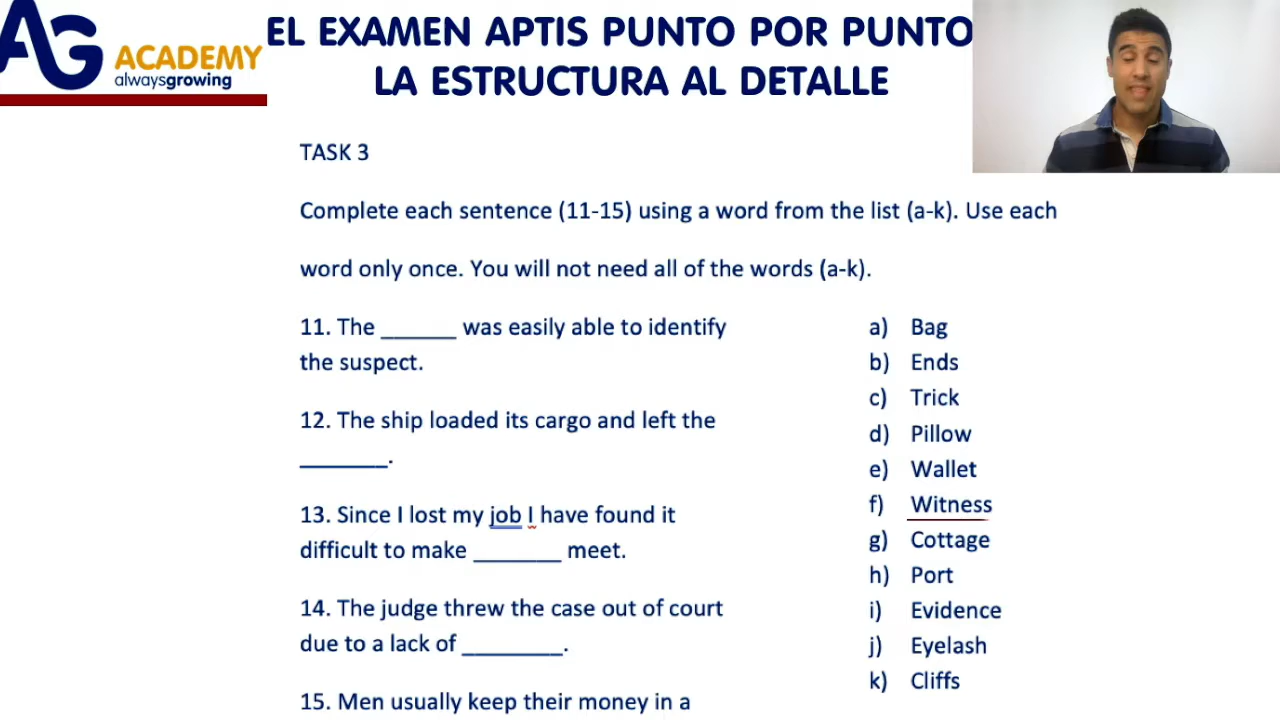 AG
ACADEMY
alwaysgrowing
EL EXAMEN APTIS PUNTO POR PUNTO
LA ESTRUCTURA AL DETALLE
TASK 3
Complete each sentence (11-15) using a word from the list (a-k). Use each
word only once. You will not need all of the words (a-k).
11. The ______ was easily able to identify
the suspect.
12. The ship loaded its cargo and left the
_______.
13. Since I lost my job I have found it
difficult to make _______ meet.
14. The judge threw the case out of court
due to a lack of ________.
15. Men usually keep their money in a
a) Bag
b) Ends
c) Trick
d) Pillow
e) Wallet
f) Witness
g) Cottage
h) Port
i) Evidence
j) Eyelash
k) Cliffs